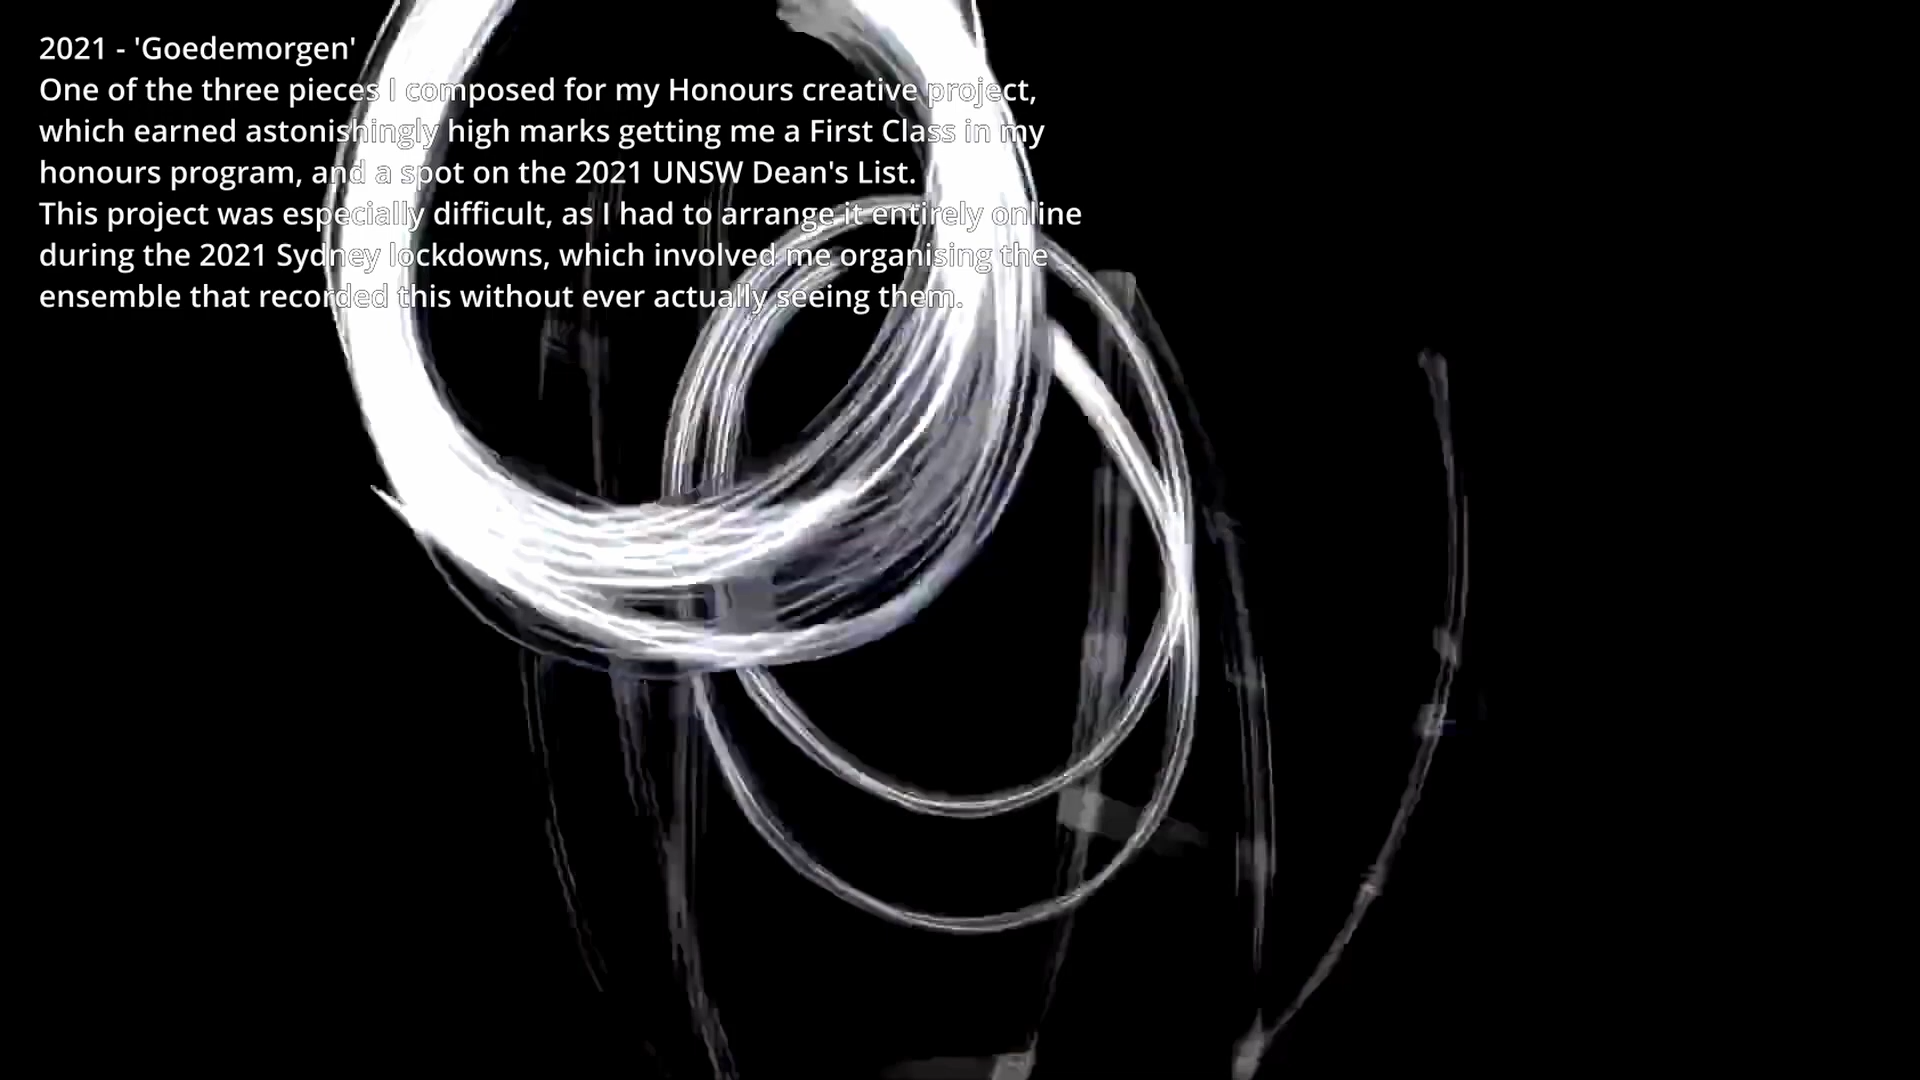 2021 - 'Goedemorgen'
One of the three pieces I composed for my Honours creative project,
which earned astonishingly high marks getting me a First Class in my
honours program, and a spot on the 2021 UNSW Dean's List.
This project was especially difficult, as I had to arrange it entirely online
during the 2021 Sydney lockdowns, which involved me organising the
ensemble that recorded this without ever actually seeing them.